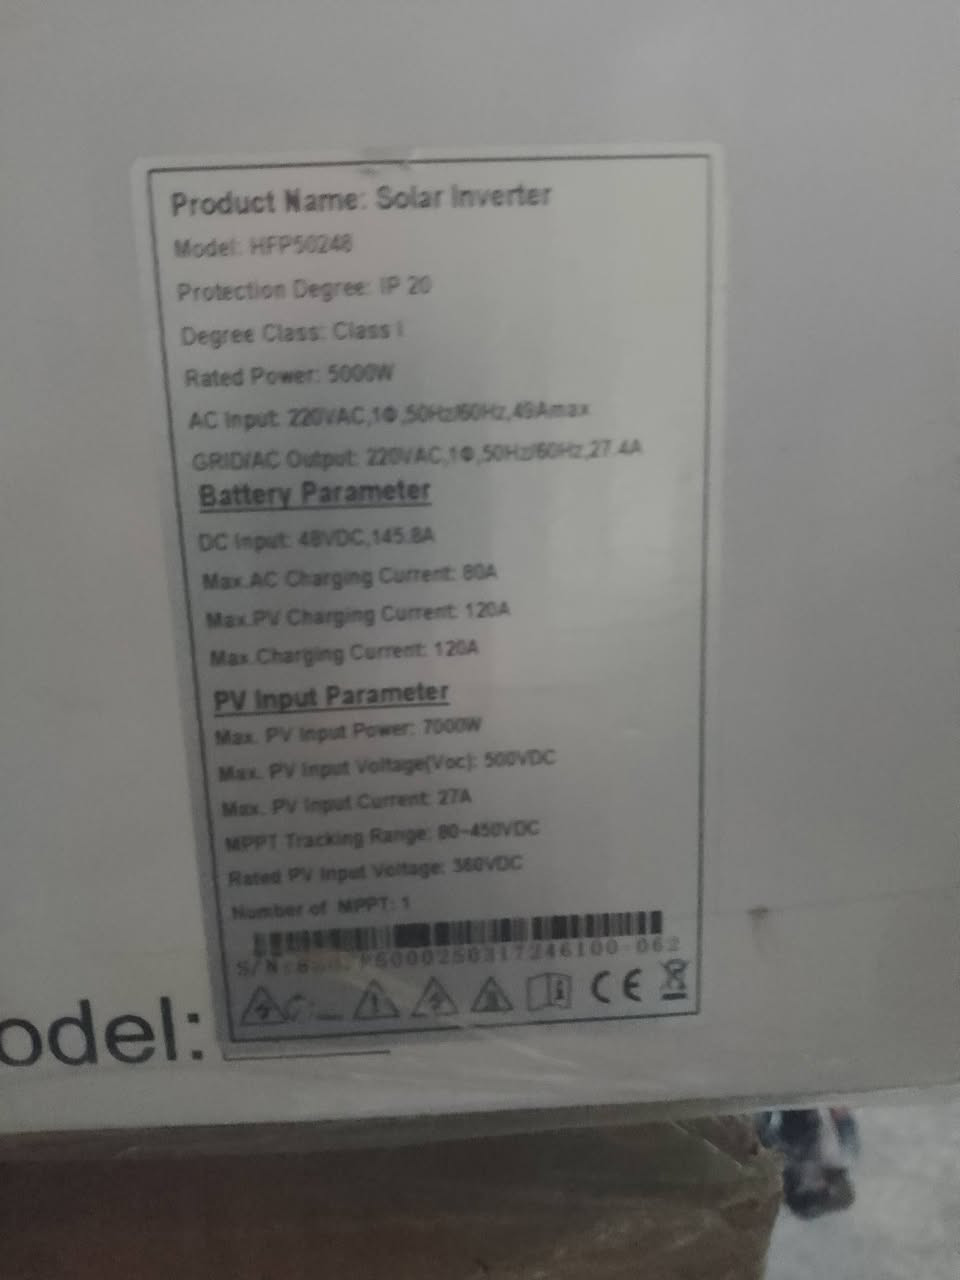 Product Name: Solar Inverter
Model: HFP50248
Protection Degree: IP 20
Degree Class: Class I
Rated Power: 5000W
AC Input: 220VAC,1Φ,50Hz/60Hz,49Amax
GRID/AC Output: 220VAC,1Φ,50Hz/60Hz,27.4A
Battery Parameter
DC Input: 48VDC,145.8A
Max.AC Charging Current: 80A
Max.PV Charging Current: 120A
Max.Charging Current: 120A
PV Input Parameter
Max. PV Input Power: 7000W
Max. PV Input Voltage(Voc): 500VDC
Max. PV Input Current: 27A
MPPT Tracking Range: 80~450VDC
Rated PV Input Voltage: 360VDC
Number of MPPT: 1
S/N:
CE
odel: